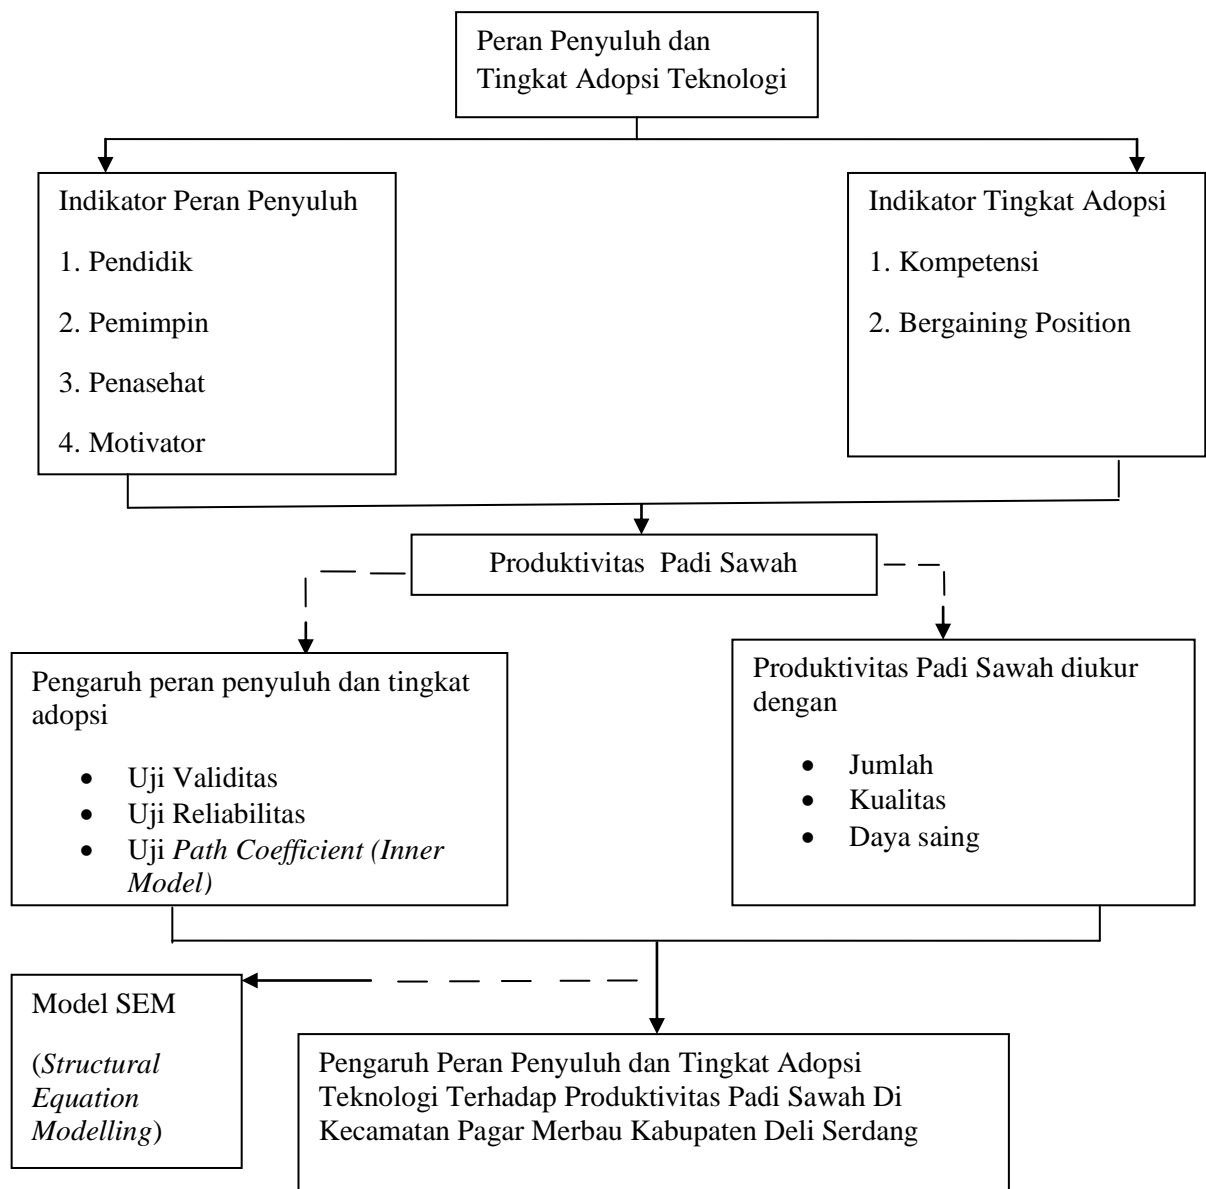 Peran Penyuluh dan
Tingkat Adopsi Teknologi
Indikator Peran Penyuluh
1. Pendidik
2. Pemimpin
3. Penasehat
4. Motivator
Indikator Tingkat Adopsi
1. Kompetensi
2. Bergaining Position
Produktivitas Padi Sawah
Pengaruh peran penyuluh dan tingkat
adopsi
• Uji Validitas
• Uji Reliabilitas
• Uji Path Coefficient (Inner
Model)
Produktivitas Padi Sawah diukur
dengan
• Jumlah
• Kualitas
• Daya saing
Model SEM
(Structural
Equation
Modelling)
Pengaruh Peran Penyuluh dan Tingkat Adopsi
Teknologi Terhadap Produktivitas Padi Sawah Di
Kecamatan Pagar Merbau Kabupaten Deli Serdang